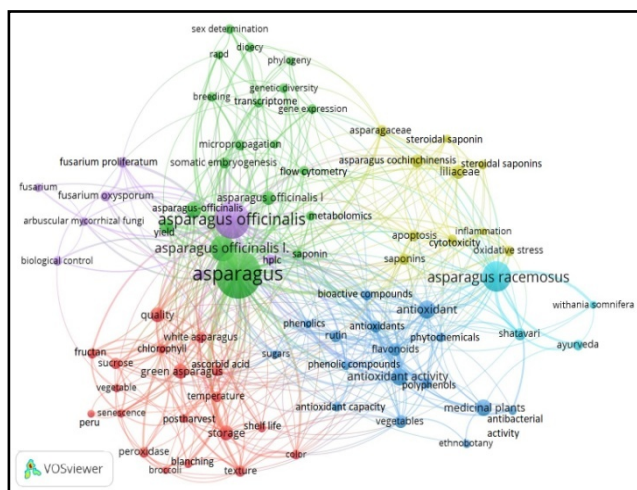 sex determination
dioecy
rapd
phylogeny
genetic diversity
breeding
transcriptome
gene expression
micropropagation
asparagaceae
steroidal saponin
fusarium proliferatum
somatic embryogenesis
asparagus cochinchinensis
steroidal saponins
flow cytometry
liliaceae
fusarium
fusarium oxysporum
asparagus officinalis l
asparagus-officinalis
arbuscular mycorrhizal fungi
asparagus officinalis
metabolomics
yield
apoptosis
inflammation
cytotoxicity
asparagus officinalis l.
saponin
oxidative stress
biological control
hplc
saponins
asparagus
asparagus racemosus
bioactive compounds
withania somnifera
quality
antioxidant
phenolics
antioxidants
white asparagus
rutin
phytochemicals
shatavari
fructan
chlorophyll
sugars
flavonoids
ayurveda
sucrose
ascorbid acid
phenolic compounds
green asparagus
antioxidant activity
vegetable
polyphenols
temperature
peru
senescence
antioxidant capacity
medicinal plants
postharvest
shelf life
vegetables
antibacterial
activity
storage
ethnobotany
peroxidase
blanching
color
broccoli
texture
VOSviewer